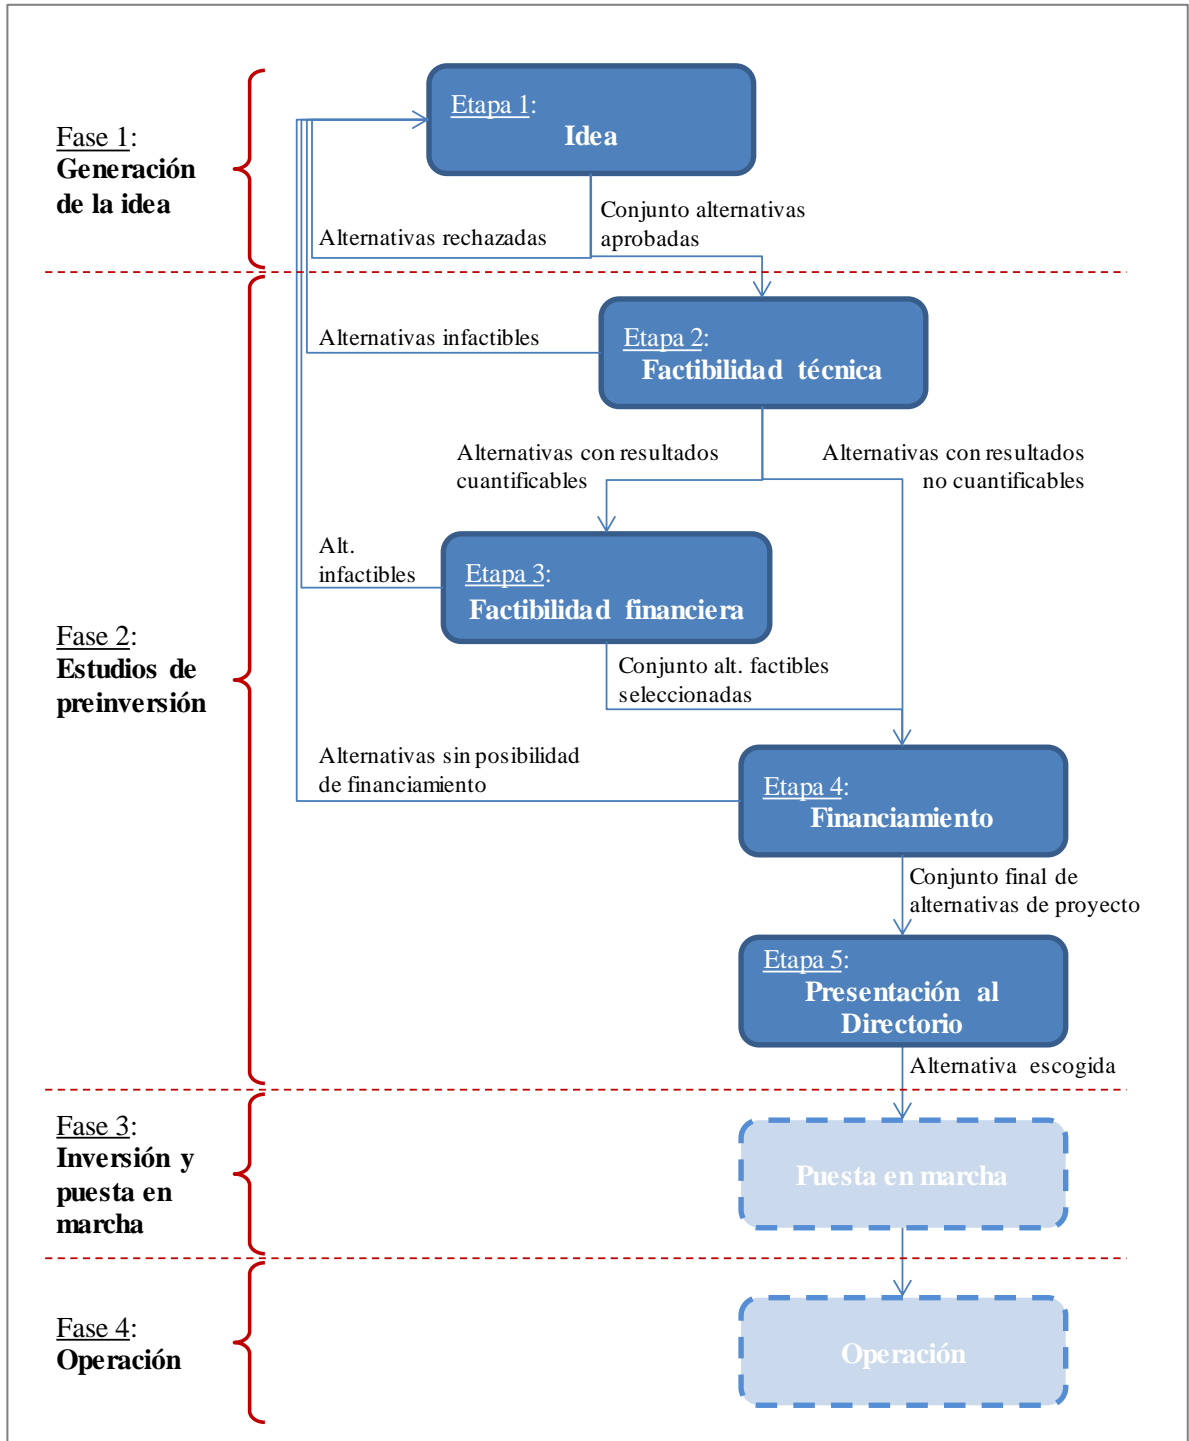 Etapa 1:
Idea
Fase 1:
Generación
de la idea
Alternativas rechazadas
Conjunto alternativas
aprobadas
Alternativas infactibles
Etapa 2:
Factibilidad técnica
Alternativas con resultados
cuantificables
Alternativas con resultados
no cuantificables
Alt.
infactibles
Etapa 3:
Factibilidad financiera
Fase 2:
Estudios de
preinversión
Conjunto alt. factibles
seleccionadas
Alternativas sin posibilidad
de financiamiento
Etapa 4:
Financiamiento
Conjunto final de
alternativas de proyecto
Etapa 5:
Presentación al
Directorio
Alternativa escogida
Fase 3:
Inversión y
puesta en
marcha
Puesta en marcha
Fase 4:
Operación
Operación